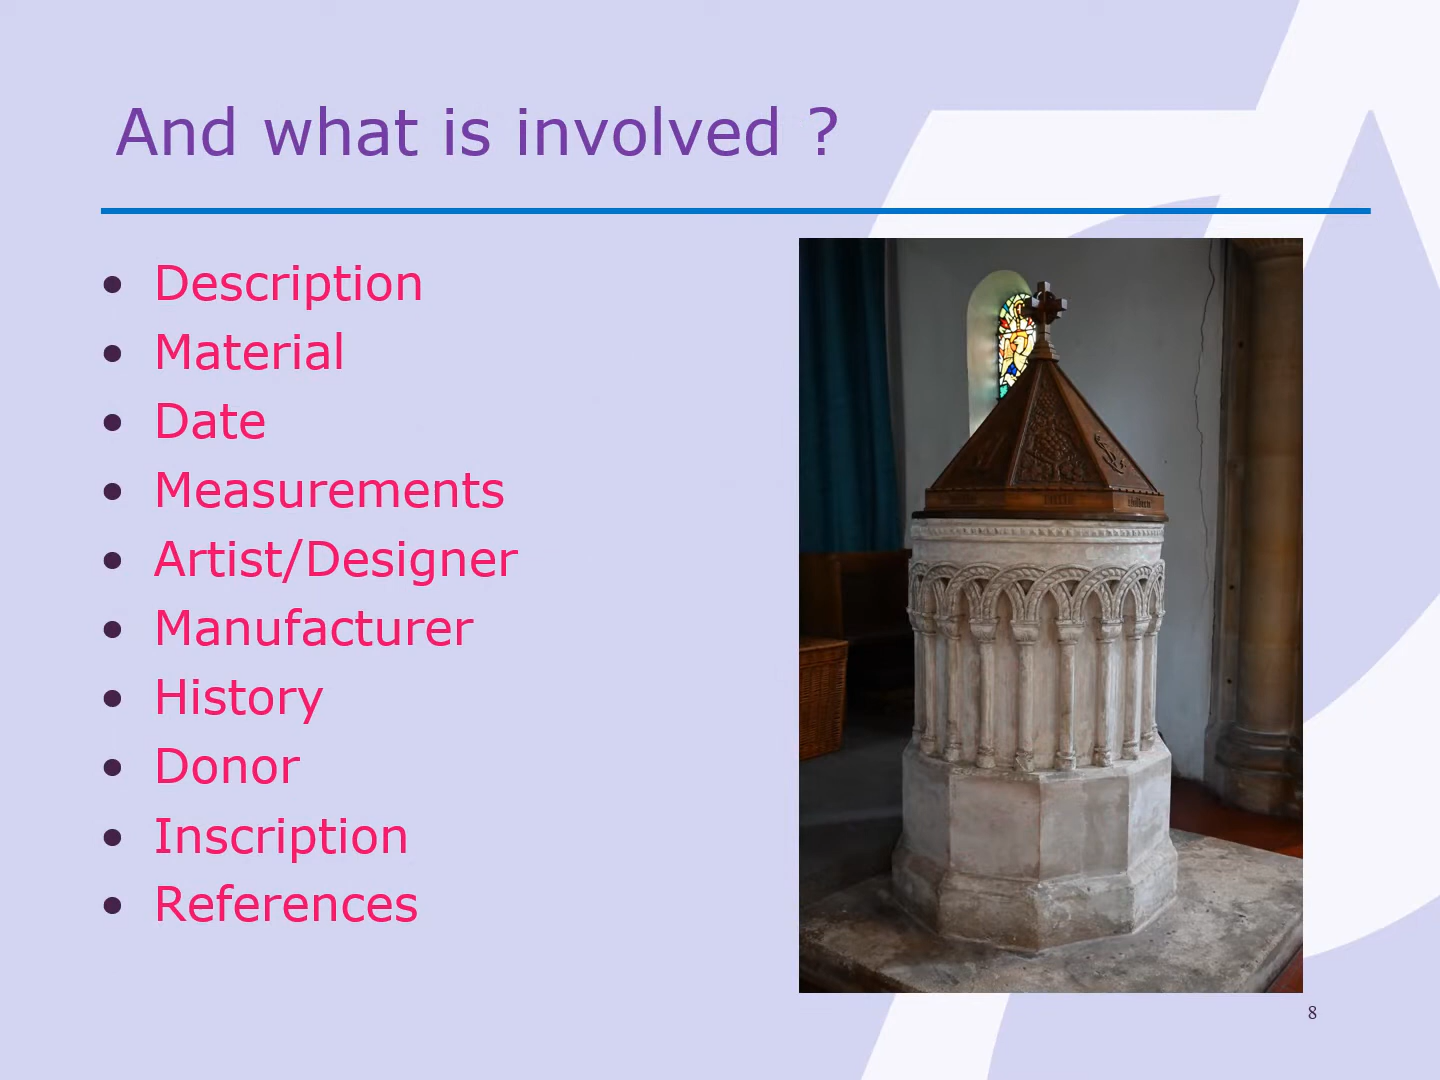 And what is involved ?
• Description
• Material
• Date
• Measurements
• Artist/Designer
• Manufacturer
• History
• Donor
• Inscription
• References
8